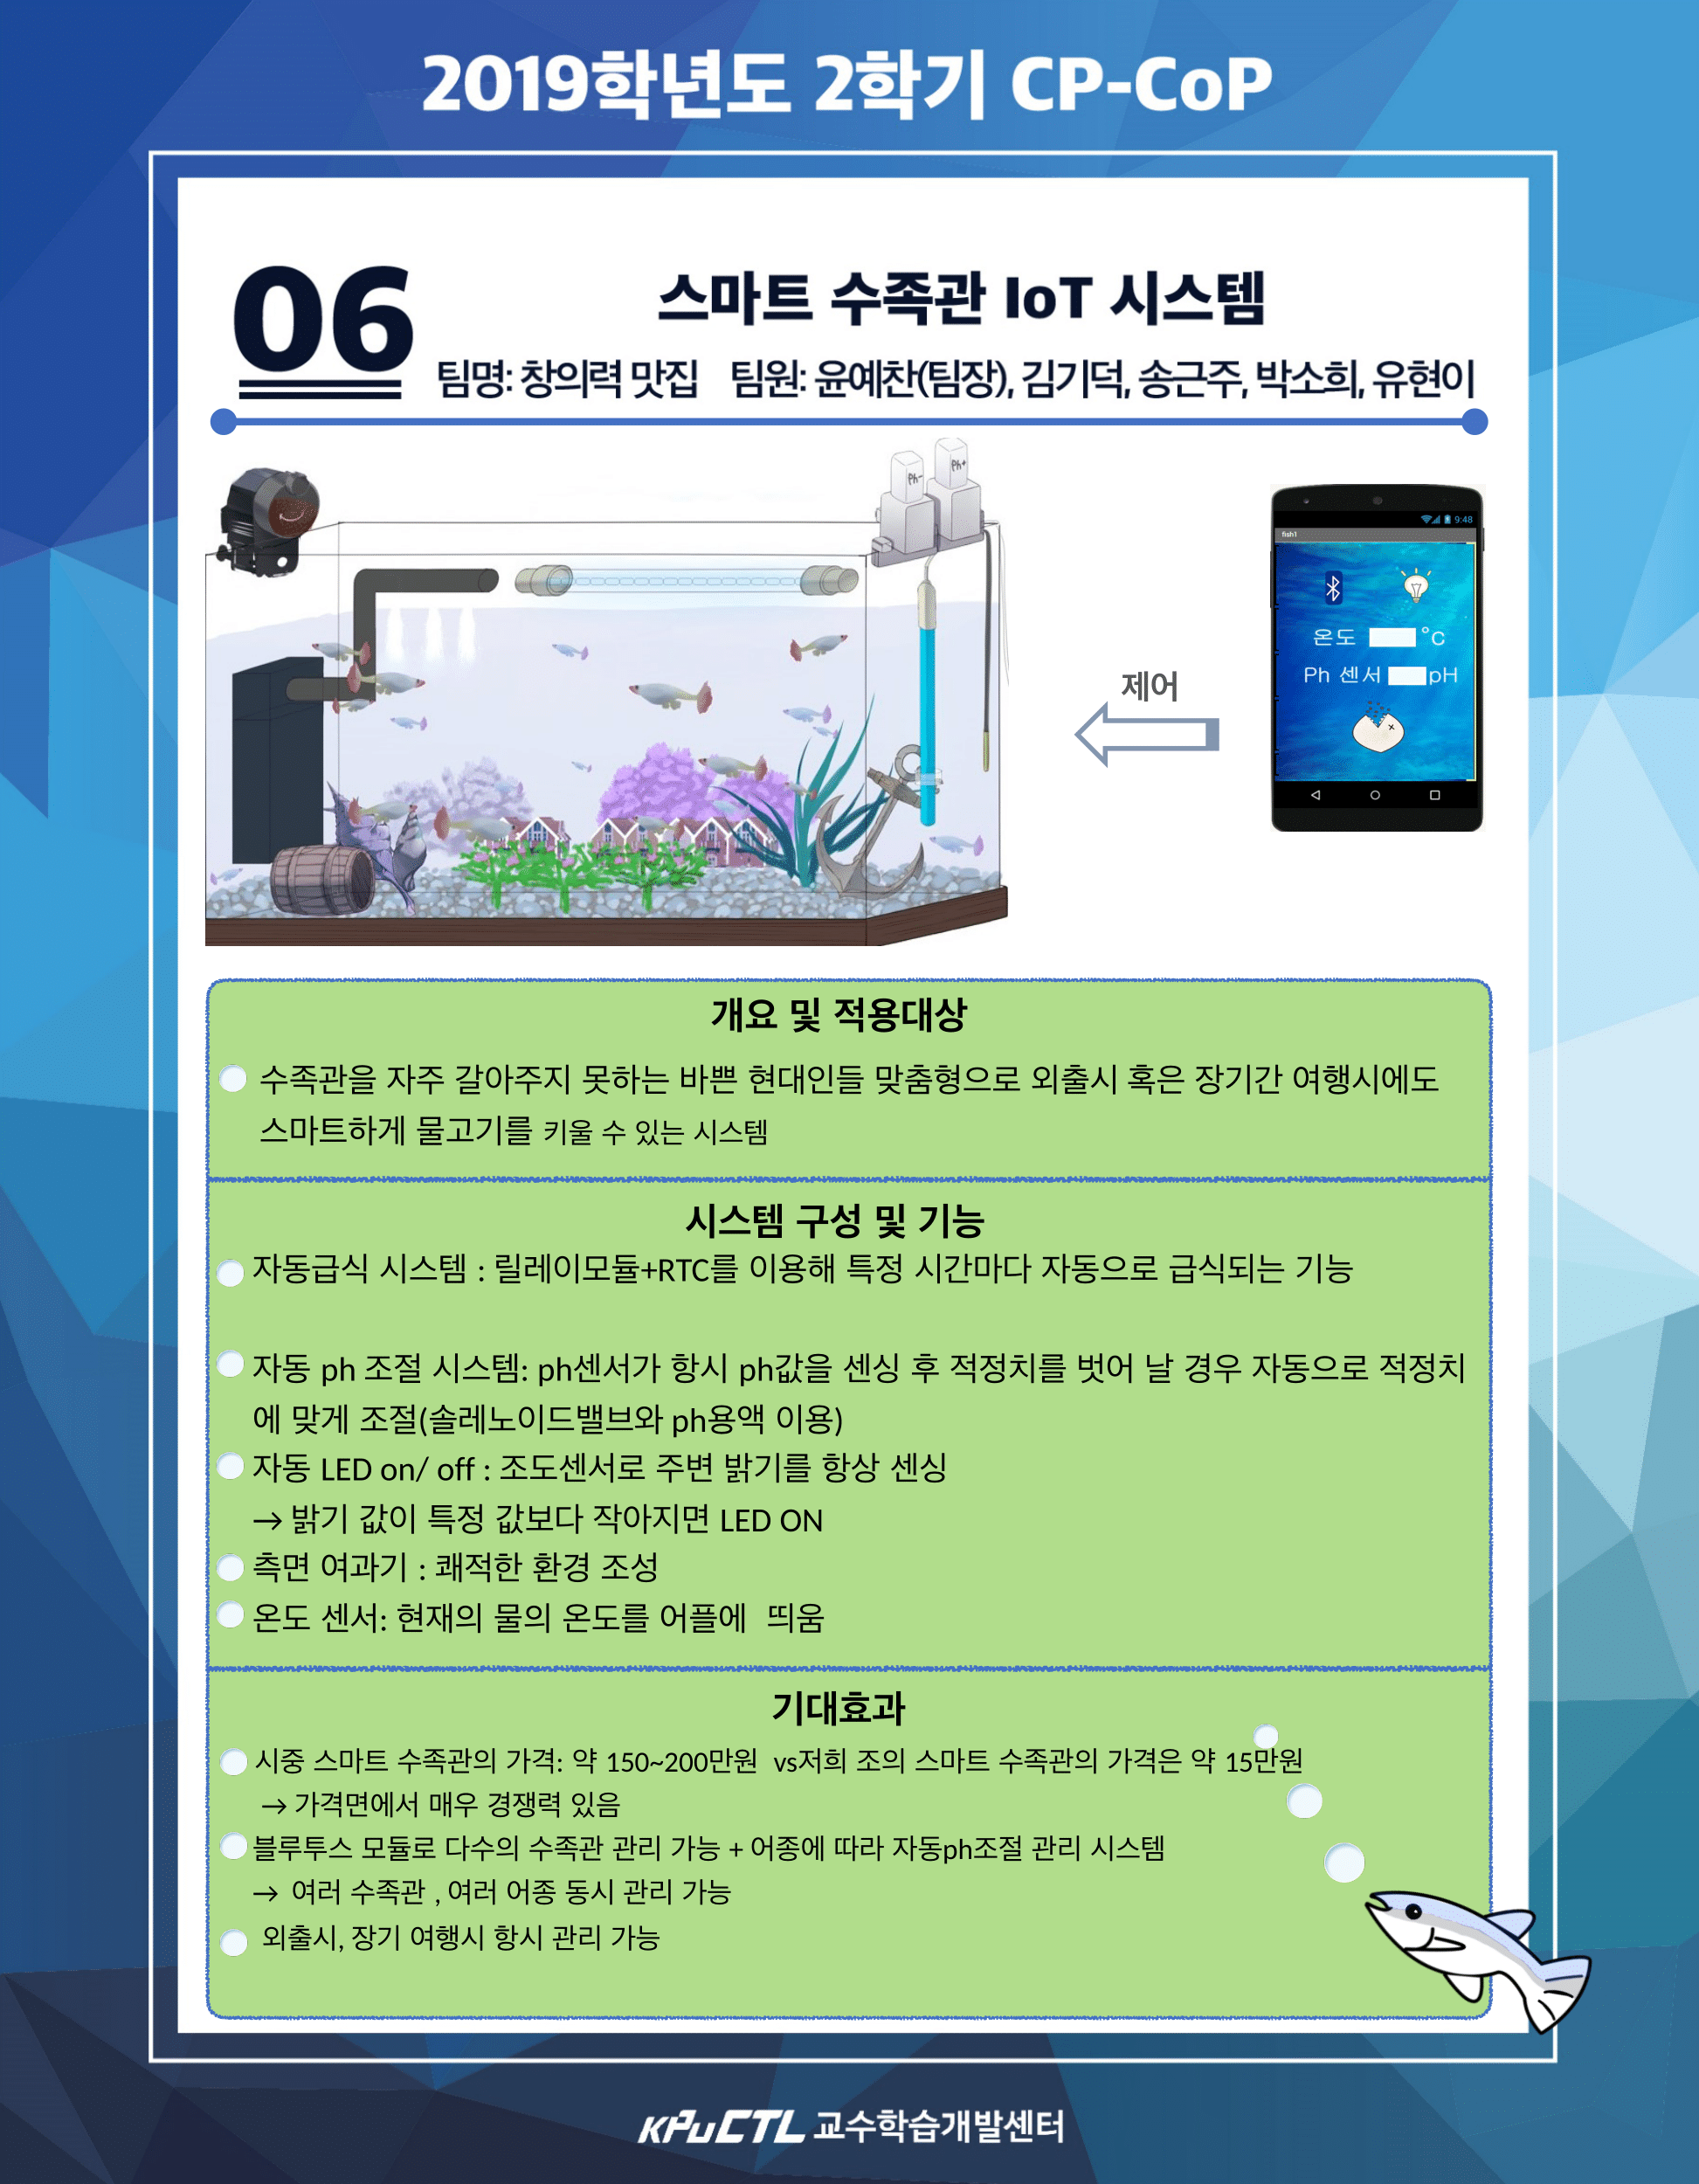 2019학년도 2학기 CP-CoP
06
스마트 수족관 IoT 시스템
팀명: 창의력 맛집 팀원: 윤예찬(팀장), 김기덕, 송근주, 박소희, 유현이
Ph-
Ph+
9:48
fish1
온도 °C
Ph 센서 pH
제어
개요 및 적용대상
수족관을 자주 갈아주지 못하는 바쁜 현대인들 맞춤형으로 외출시 혹은 장기간 여행시에도
스마트하게 물고기를 키울 수 있는 시스템
시스템 구성 및 기능
자동급식 시스템 : 릴레이모듈+RTC를 이용해 특정 시간마다 자동으로 급식되는 기능
자동 ph 조절 시스템: ph센서가 항시 ph값을 센싱 후 적정치를 벗어 날 경우 자동으로 적정치
에 맞게 조절(솔레노이드밸브와 ph용액 이용)
자동 LED on/ off : 조도센서로 주변 밝기를 항상 센싱
→ 밝기 값이 특정 값보다 작아지면 LED ON
측면 여과기 : 쾌적한 환경 조성
온도 센서: 현재의 물의 온도를 어플에 띄움
기대효과
시중 스마트 수족관의 가격: 약 150~200만원 vs저희 조의 스마트 수족관의 가격은 약 15만원
→ 가격면에서 매우 경쟁력 있음
블루투스 모듈로 다수의 수족관 관리 가능 + 어종에 따라 자동ph조절 관리 시스템
→ 여러 수족관 , 여러 어종 동시 관리 가능
외출시, 장기 여행시 항시 관리 가능
KPU CTL 교수학습개발센터